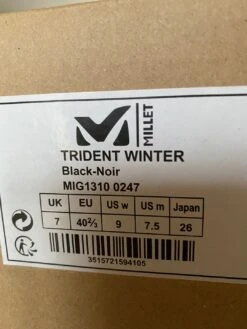 MILLET
TRIDENT WINTER
Black-Noir
MIG1310 0247
UK EU US w US m Japan
7 40⅔ 9 7.5 26
3515721594105